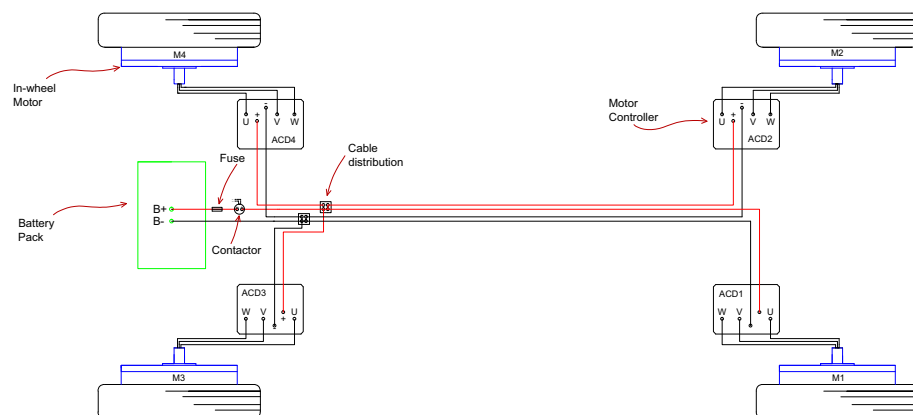 M4
M2
In-wheel
Motor
Motor
Controller
U + - V W
ACD4
U + - V W
ACD2
Cable
distribution
Fuse
B+
B-
Battery
Pack
Contactor
ACD3
W V - + U
ACD1
W V U
M3
M1